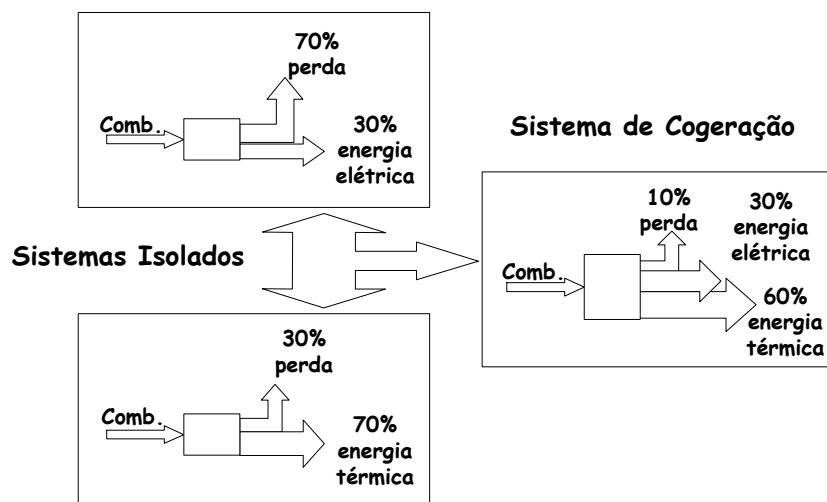 70%
perda
Comb.
30%
energia
elétrica
Sistemas Isolados
30%
perda
Comb.
70%
energia
térmica
Sistema de Cogeração
10%
perda
30%
energia
elétrica
Comb.
60%
energia
térmica